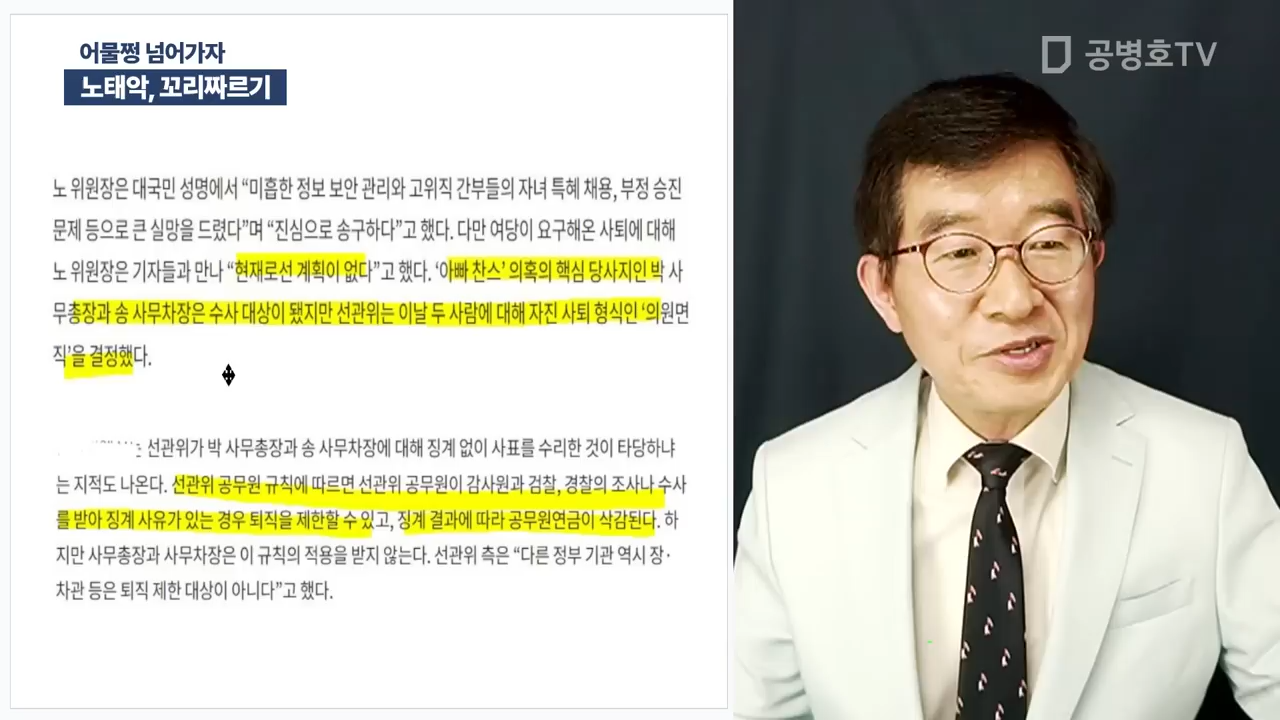 어물쩡 넘어가자
노태악, 꼬리짜르기
공병호TV
노 위원장은 대국민 성명에서 “미흡한 정보 보안 관리와 고위직 간부들의 자녀 특혜 채용, 부정 승진
문제 등으로 큰 실망을 드렸다”며 “진심으로 송구하다”고 했다. 다만 여당이 요구해온 사퇴에 대해
노 위원장은 기자들과 만나 “현재로선 계획이 없다”고 했다. ‘아빠 찬스’ 의혹의 핵심 당사지인 박 사
무총장과 송 사무차장은 수사 대상이 됐지만 선관위는 이날 두 사람에 대해 자진 사퇴 형식인 ‘의원면
직’을 결정했다.
선관위가 박 사무총장과 송 사무차장에 대해 징계 없이 사표를 수리한 것이 타당하냐
는 지적도 나온다. 선관위 공무원 규칙에 따르면 선관위 공무원이 감사원과 검찰, 경찰의 조사나 수사
를 받아 징계 사유가 있는 경우 퇴직을 제한할 수 있고, 징계 결과에 따라 공무원연금이 삭감된다. 하
지만 사무총장과 사무차장은 이 규칙의 적용을 받지 않는다. 선관위 측은 “다른 정부 기관 역시 장·
차관 등은 퇴직 제한 대상이 아니다”고 했다.